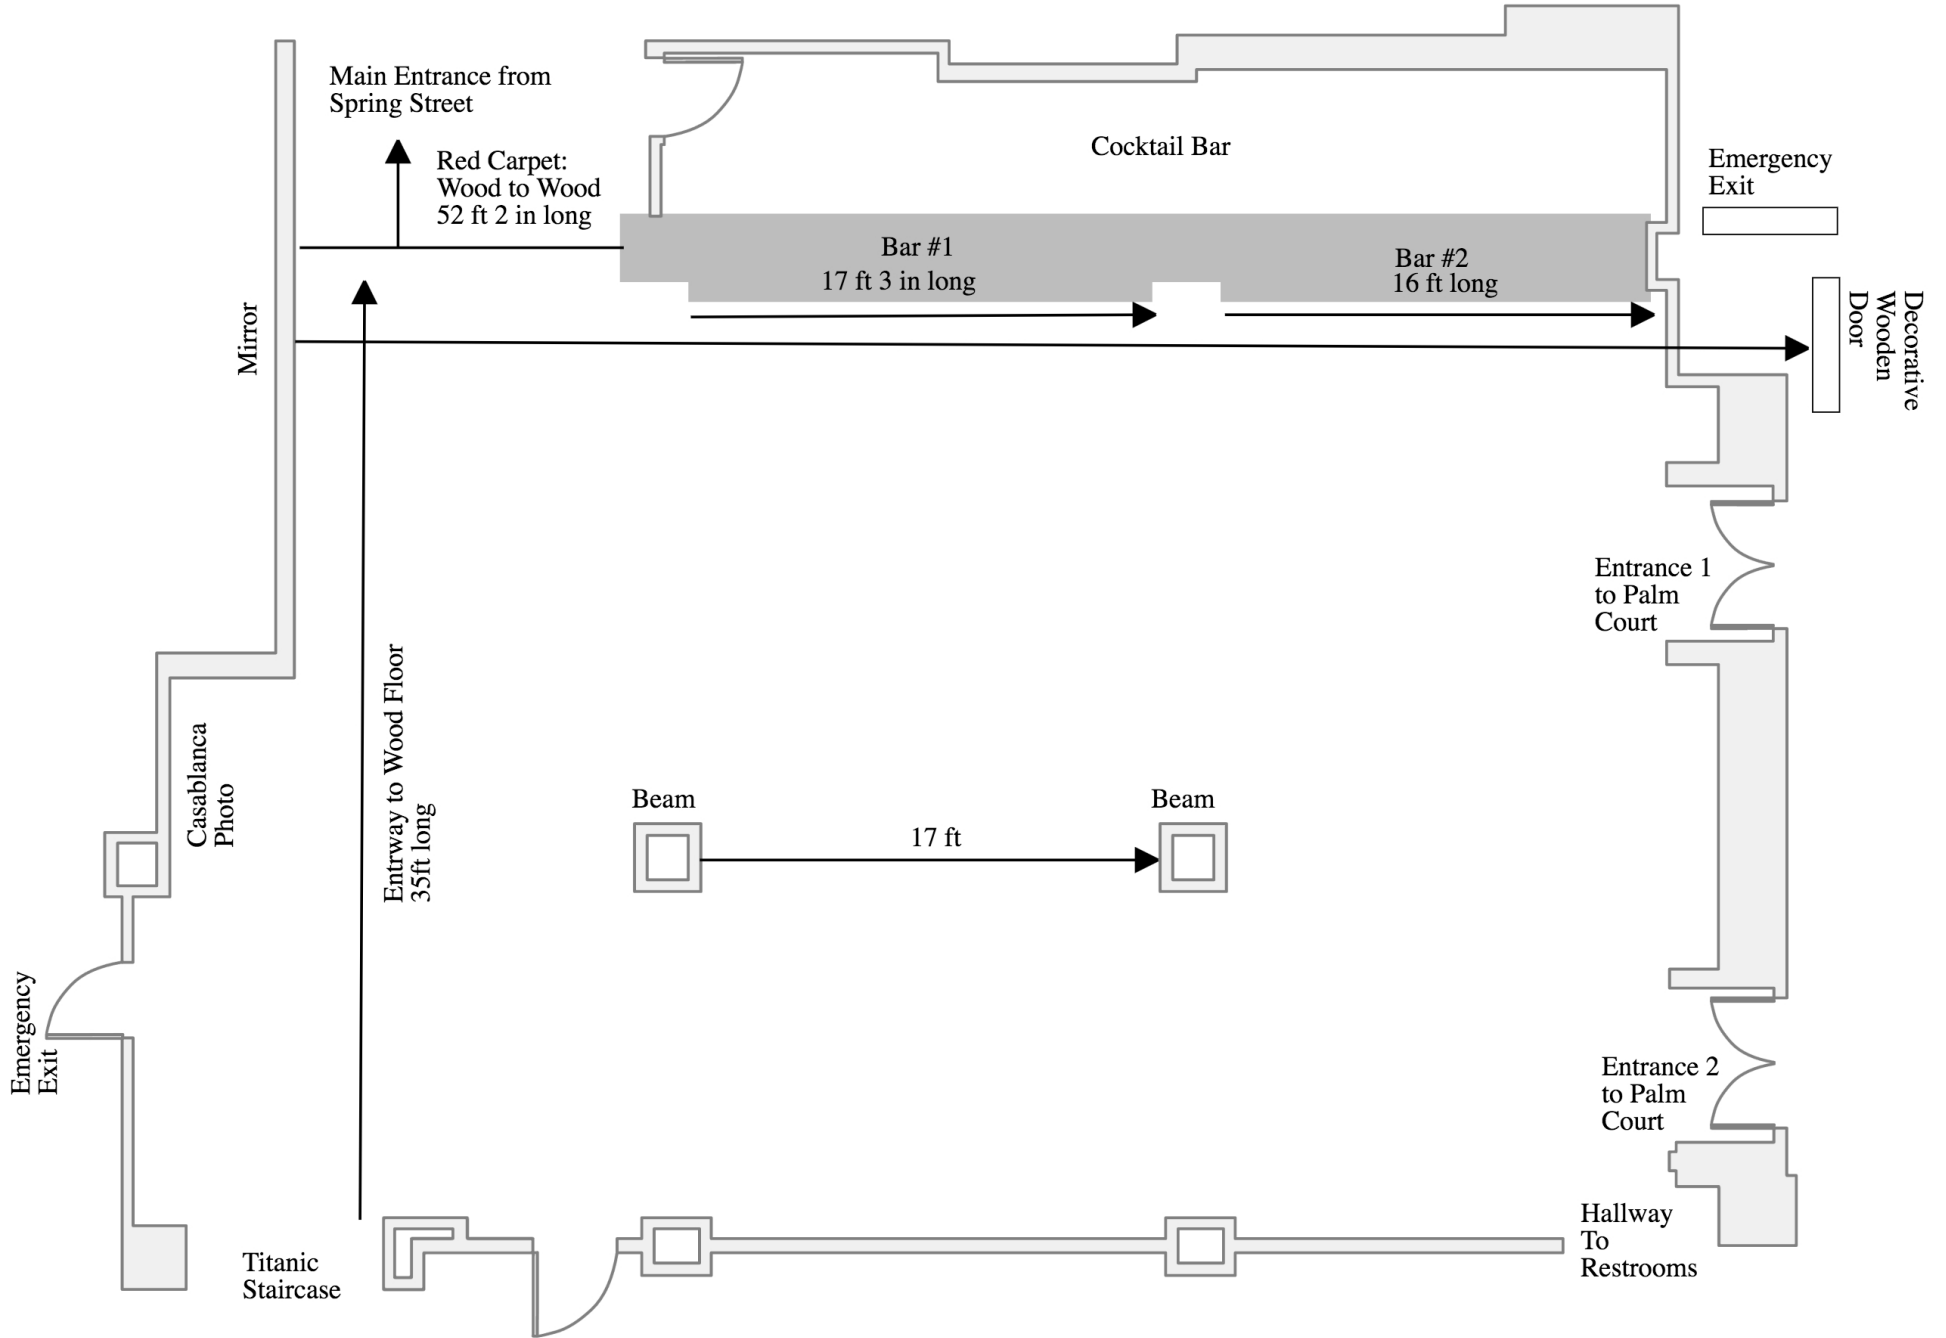 Main Entrance from
Spring Street
Red Carpet:
Wood to Wood
52 ft 2 in long
Cocktail Bar
Emergency
Exit
Bar #1
17 ft 3 in long
Bar #2
16 ft long
Mirror
Decorative
Wooden
Door
Entrance 1
to Palm
Court
Casablanca
Photo
Entrway to Wood Floor
35ft long
Beam
Beam
17 ft
Emergency
Exit
Entrance 2
to Palm
Court
Titanic
Staircase
Hallway
To
Restrooms